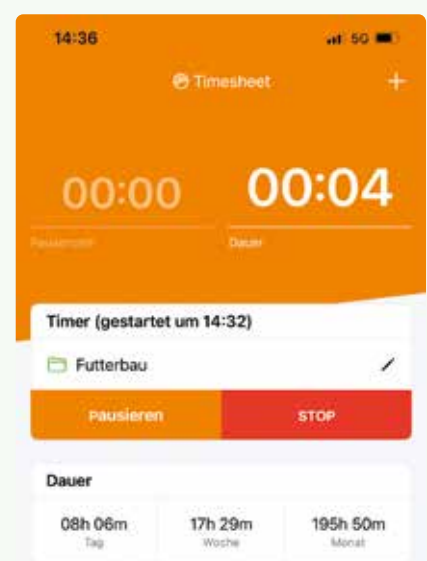 14:36 5G
Timesheet +
00:00 00:04
Pausenzeit Dauer
Timer (gestartet um 14:32)
Futterbau
Pausieren STOP
Dauer
08h 06m 17h 29m 195h 50m
Tag Woche Monat